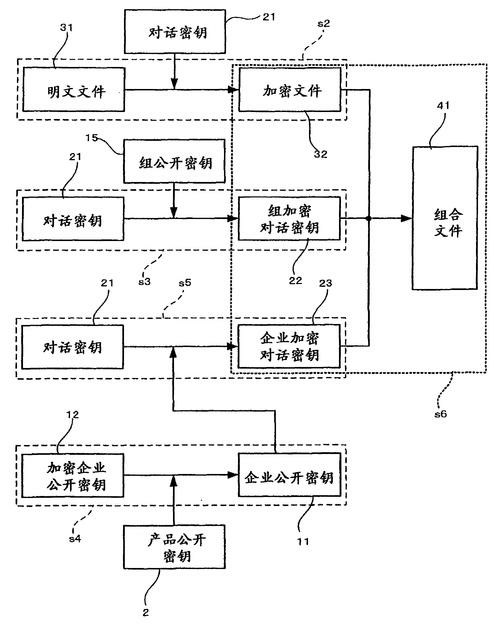 31
对话密钥
21
s2
明文文件
加密文件
32
41
15
组公开密钥
21
对话密钥
组加密
对话密钥
22
组合
文件
s3
21
s5
23
对话密钥
企业加密
对话密钥
s6
12
加密企业
公开密钥
企业公开密钥
s4
11
产品公开
密钥
2